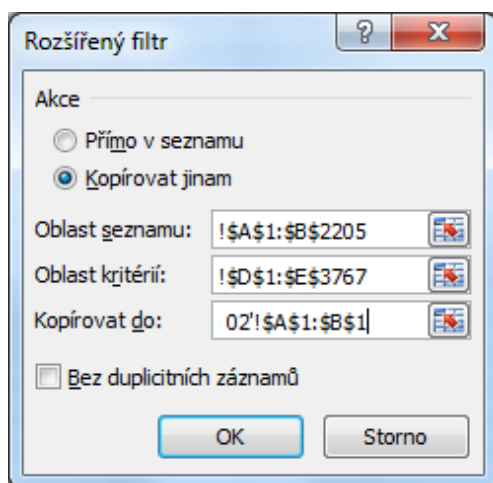 Rozšířený filtr
Akce
Přímo v seznamu
Kopírovat jinam
Oblast seznamu: !$A$1:$B$2205
Oblast kritérií: !$D$1:$E$3767
Kopírovat do: 02'!$A$1:$B$1
Bez duplicitních záznamů
OK Storno